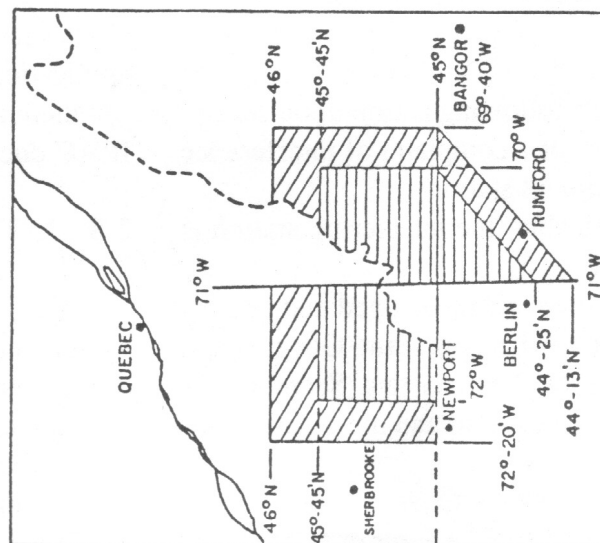 QUEBEC
71° W
46° N
45°-45'N
45° N
BANGOR
69°-40'W
70° W
RUMFORD
71° W
BERLIN
44°-25'N
44°-13'N
NEWPORT
72° W
72°-20'W
46° N
45°-45'N
SHERBROOKE